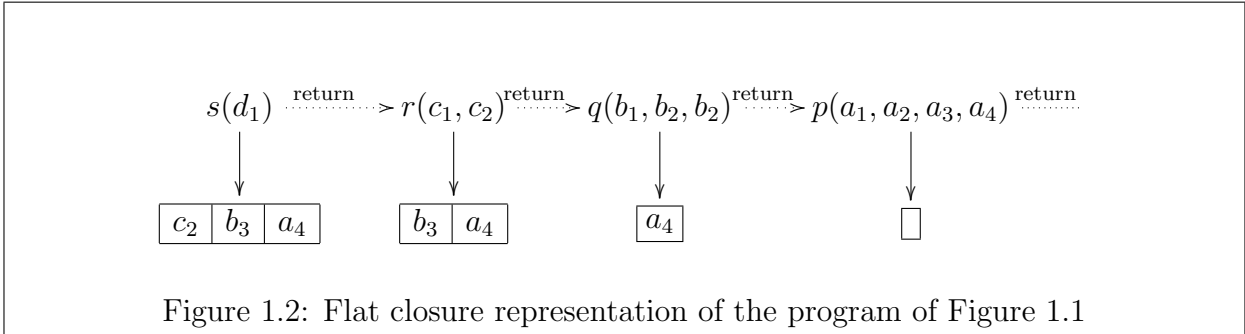 s(d₁) return r(c₁, c₂) return q(b₁, b₂, b₂) return p(a₁, a₂, a₃, a₄) return
c₂ b₃ a₄ b₃ a₄ a₄
Figure 1.2: Flat closure representation of the program of Figure 1.1